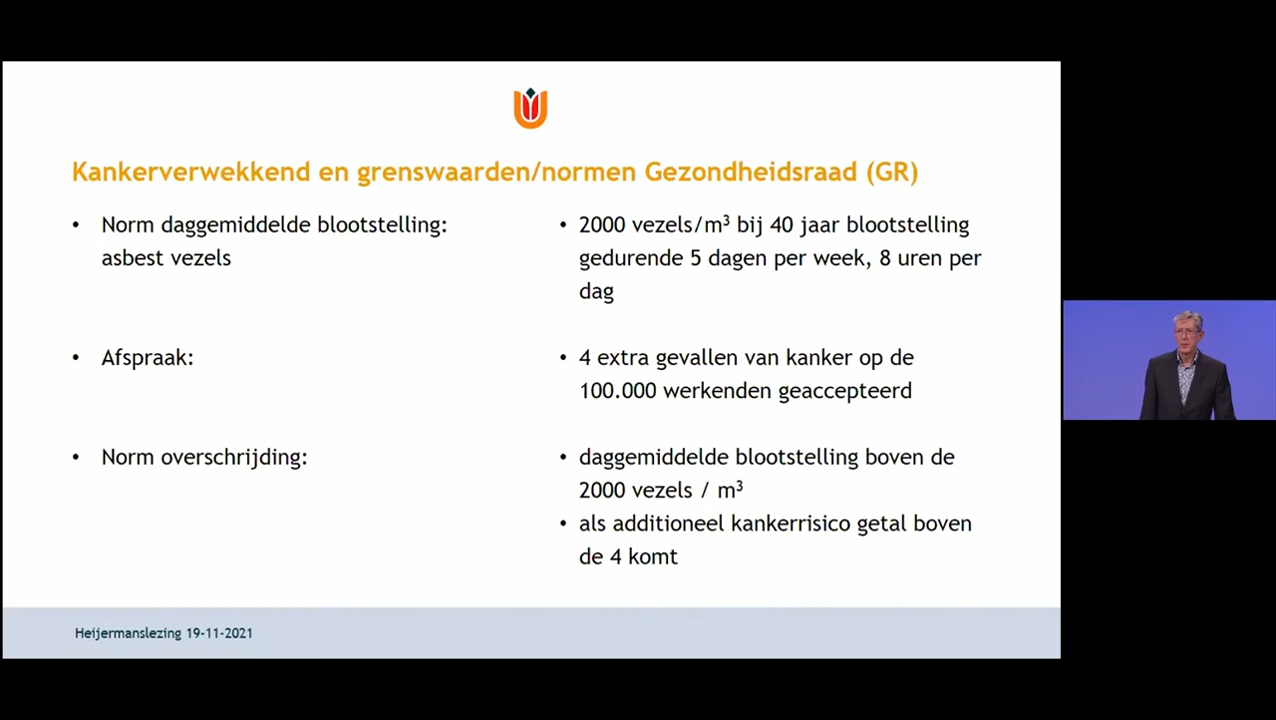 Kankerverwekkend en grenswaarden/normen Gezondheidsraad (GR)
• Norm daggemiddelde blootstelling:
asbest vezels
• 2000 vezels/m³ bij 40 jaar blootstelling
gedurende 5 dagen per week, 8 uren per
dag
• Afspraak:
• 4 extra gevallen van kanker op de
100.000 werkenden geaccepteerd
• Norm overschrijding:
• daggemiddelde blootstelling boven de
2000 vezels / m³
• als additioneel kankerrisico getal boven
de 4 komt
Heijermanslezing 19-11-2021